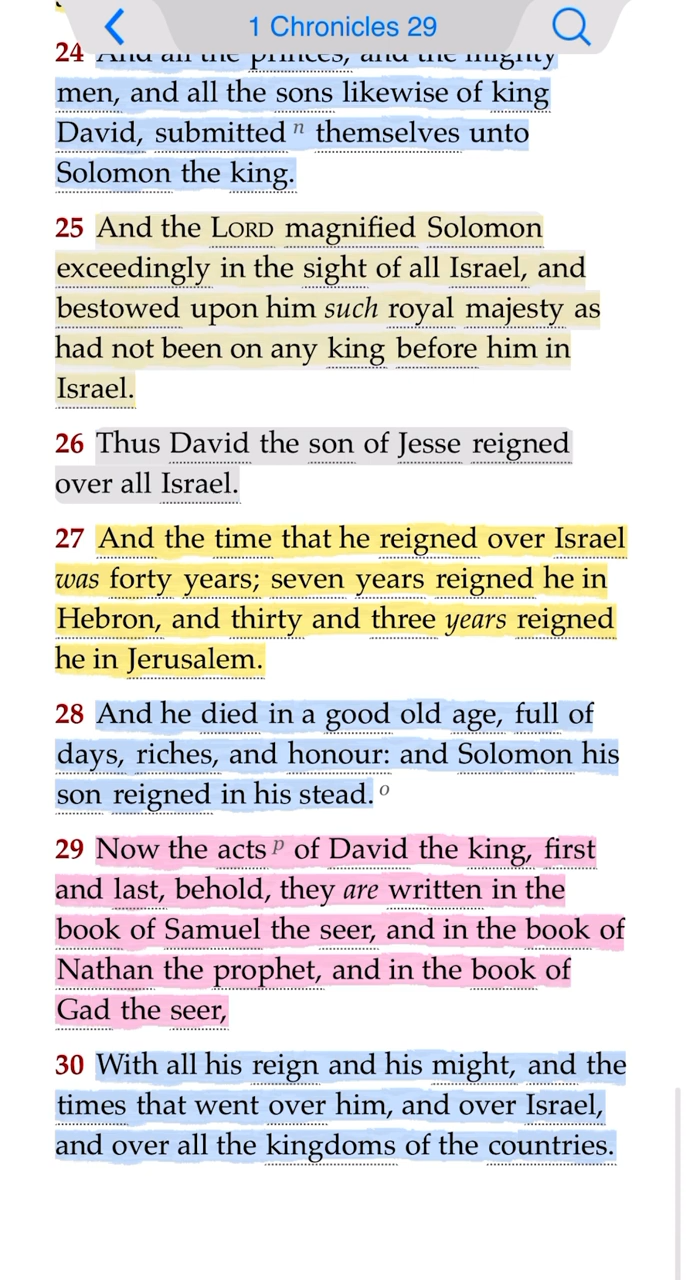 1 Chronicles 29
24 And all the princes, and the mighty
men, and all the sons likewise of king
David, submitted n themselves unto
Solomon the king.
25 And the LORD magnified Solomon
exceedingly in the sight of all Israel, and
bestowed upon him such royal majesty as
had not been on any king before him in
Israel.
26 Thus David the son of Jesse reigned
over all Israel.
27 And the time that he reigned over Israel
was forty years; seven years reigned he in
Hebron, and thirty and three years reigned
he in Jerusalem.
28 And he died in a good old age, full of
days, riches, and honour: and Solomon his
son reigned in his stead. o
29 Now the acts p of David the king, first
and last, behold, they are written in the
book of Samuel the seer, and in the book of
Nathan the prophet, and in the book of
Gad the seer,
30 With all his reign and his might, and the
times that went over him, and over Israel,
and over all the kingdoms of the countries.